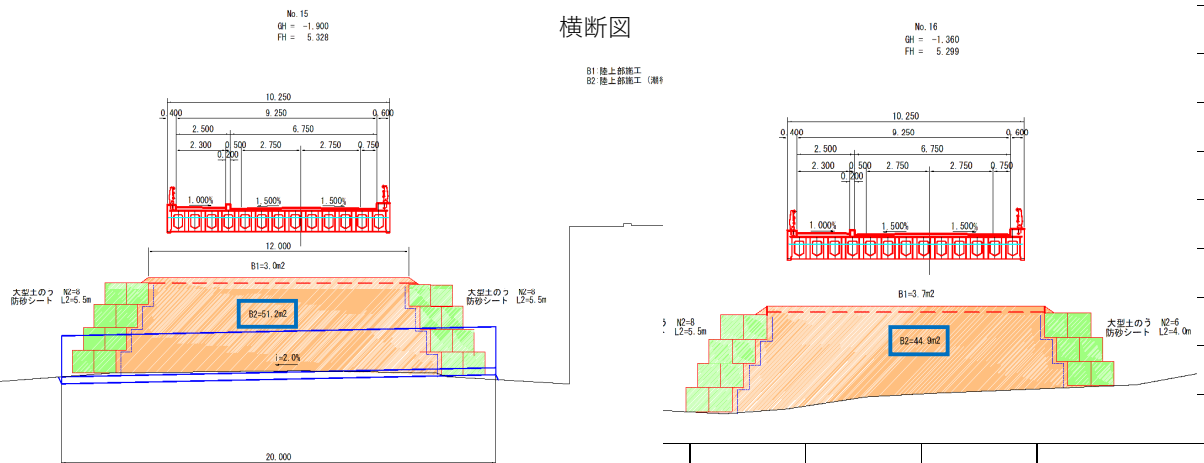 横断図
No.15
GH = -1.900
FH = 5.328
10.250
0.400 9.250 0.600
2.500 6.750
2.300 0.500 2.750 2.750 0.750
0.200
1.000% 1.500% 1.500%
12.000
B1=3.0m2
大型土のう N2=8
防砂シート L2=5.5m
B2=51.2m2
大型土のう N2=8
防砂シート L2=5.5m
i=2.0%
20.000
B1:陸上部施工
B2:陸上部施工
No.16
GH = -1.360
FH = 5.299
10.250
0.400 9.250 0.600
2.500 6.750
2.300 0.500 2.750 2.750 0.750
0.200
1.000% 1.500% 1.500%
B1=3.7m2
N2=8
L2=5.5m
B2=44.9m2
大型土のう N2=6
防砂シート L2=4.0m